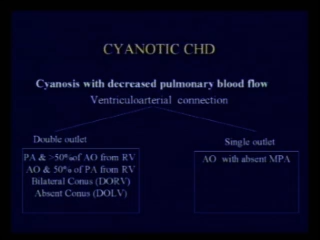 CYANOTIC CHD
Cyanosis with decreased pulmonary blood flow
Ventriculoarterial connection
Double outlet
Single outlet
PA & >50%of AO from RV
AO & 50% of PA from RV
Bilateral Conus (DORV)
Absent Conus (DOLV)
AO with absent MPA